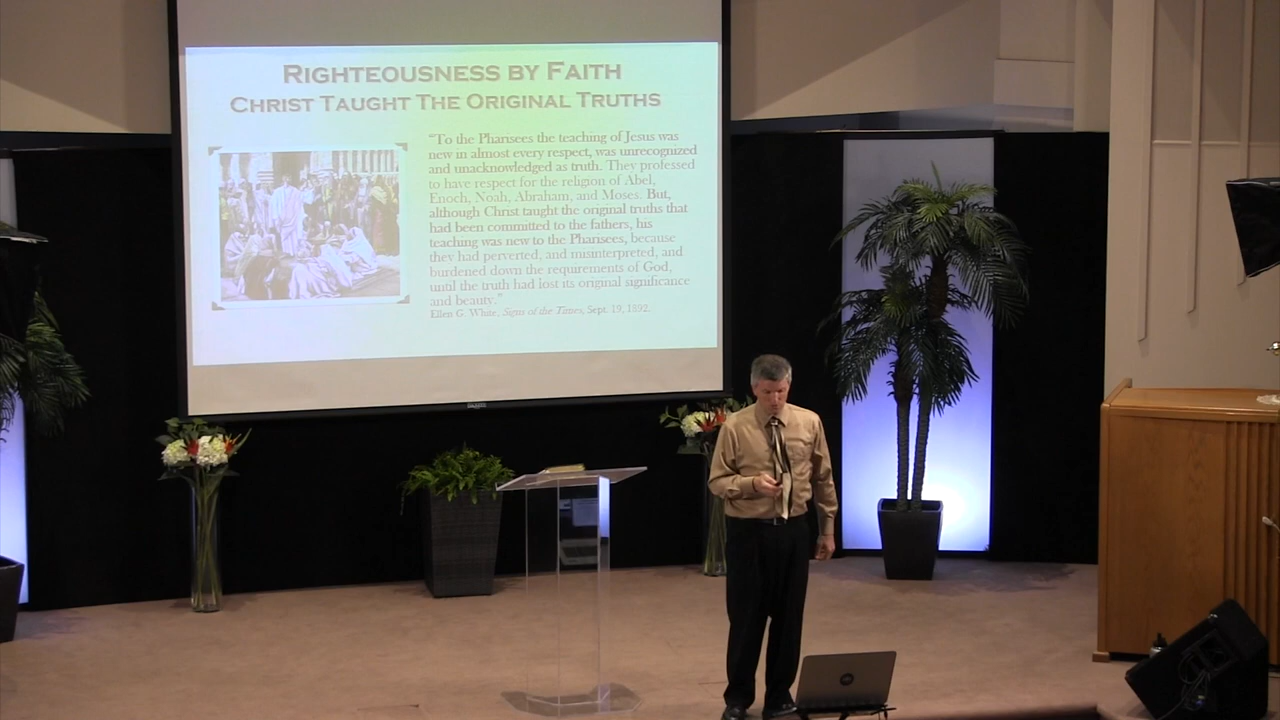 RIGHTEOUSNESS BY FAITH
CHRIST TAUGHT THE ORIGINAL TRUTHS
“To the Pharisees the teaching of Jesus was
new in almost every respect, was unrecognized
and unacknowledged as truth. They professed
to have respect for the religion of Abel,
Enoch, Noah, Abraham, and Moses. But,
although Christ taught the original truths that
had been committed to the fathers, his
teaching was new to the Pharisees, because
they had perverted, and misinterpreted, and
burdened down the requirements of God,
until the truth had lost its original significance
and beauty.”
Ellen G. White, Signs of the Times, Sept. 19, 1892.